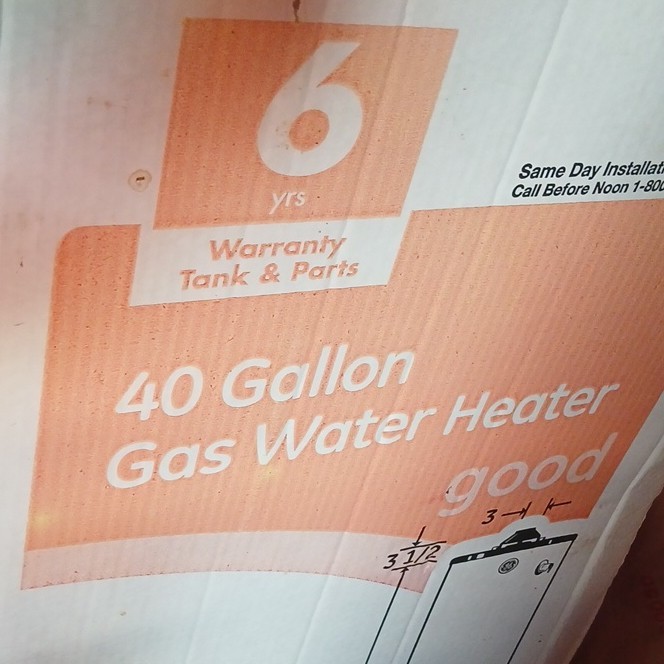 6
yrs
Warranty
Tank & Parts
Same Day
Call Before Noon 1-800
40 Gallon
Gas Water Heater
good
3
3 1/2
GE